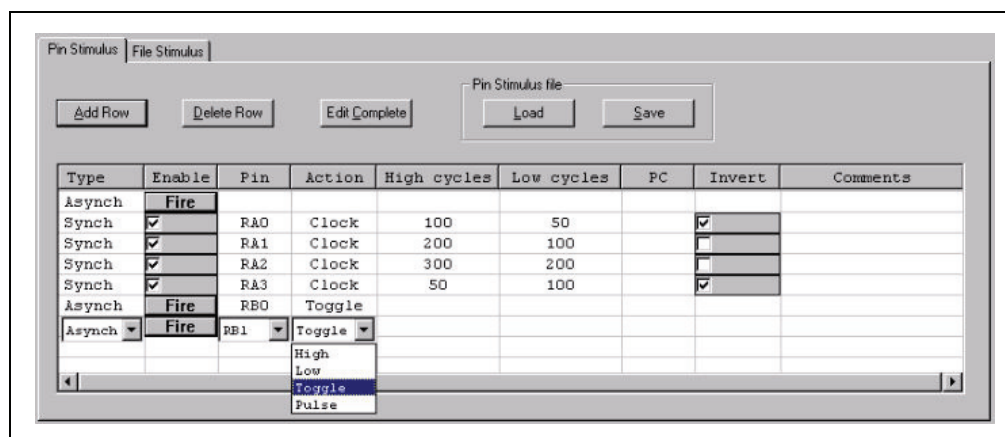 Pin Stimulus File Stimulus
Pin Stimulus file
Add Row Delete Row Edit Complete Load Save
Type Enable Pin Action High cycles Low cycles PC Invert Comments
Asynch Fire
Synch RA0 Clock 100 50
Synch RA1 Clock 200 100
Synch RA2 Clock 300 200
Synch RA3 Clock 50 100
Asynch Fire RB0 Toggle
Asynch Fire RB1 Toggle
High
Low
Toggle
Pulse